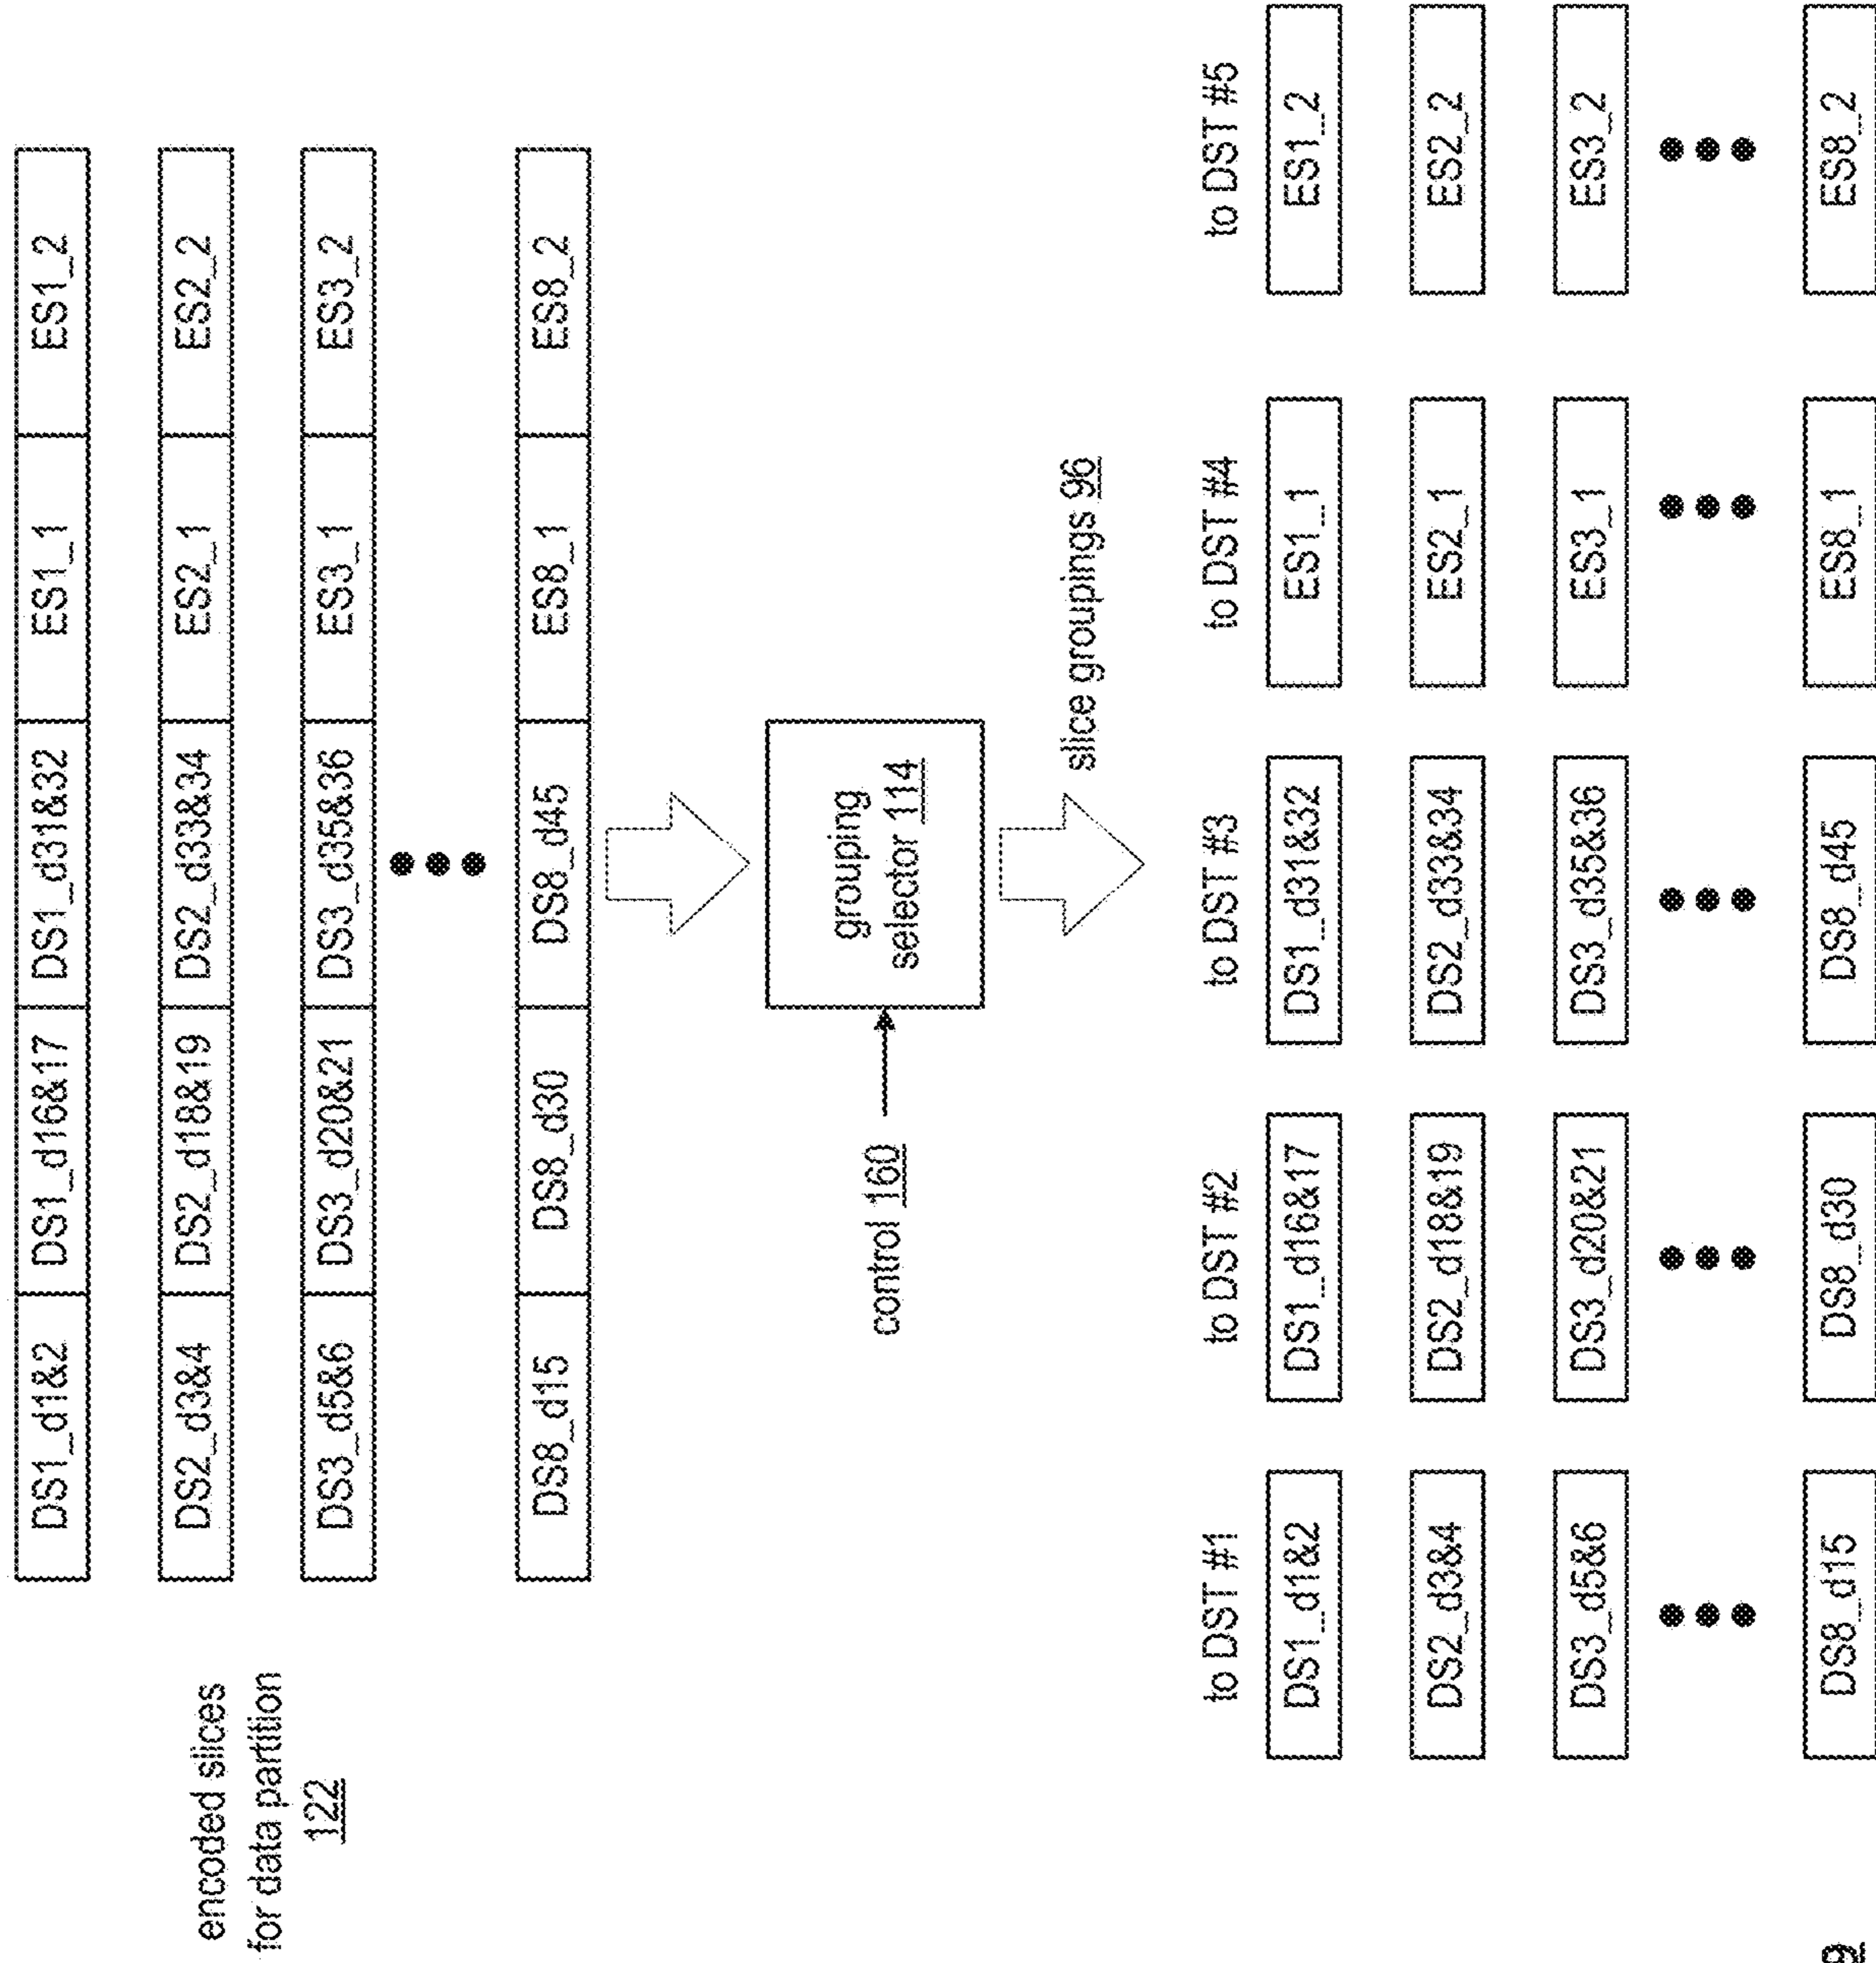 encoded slices
for data partition
122
DS1_d1&2 DS1_d16&17 DS1_d31&32 ES1_1 ES1_2
DS2_d3&4 DS2_d18&19 DS2_d33&34 ES2_1 ES2_2
DS3_d5&6 DS3_d20&21 DS3_d35&36 ES3_1 ES3_2
DS8_d15 DS8_d30 DS8_d45 ES8_1 ES8_2
control 160
grouping
selector 114
slice groupings 96
to DST #1 to DST #2 to DST #3 to DST #4 to DST #5
DS1_d1&2 DS1_d16&17 DS1_d31&32 ES1_1 ES1_2
DS2_d3&4 DS2_d18&19 DS2_d33&34 ES2_1 ES2_2
DS3_d5&6 DS3_d20&21 DS3_d35&36 ES3_1 ES3_2
DS8_d15 DS8_d30 DS8_d45 ES8_1 ES8_2